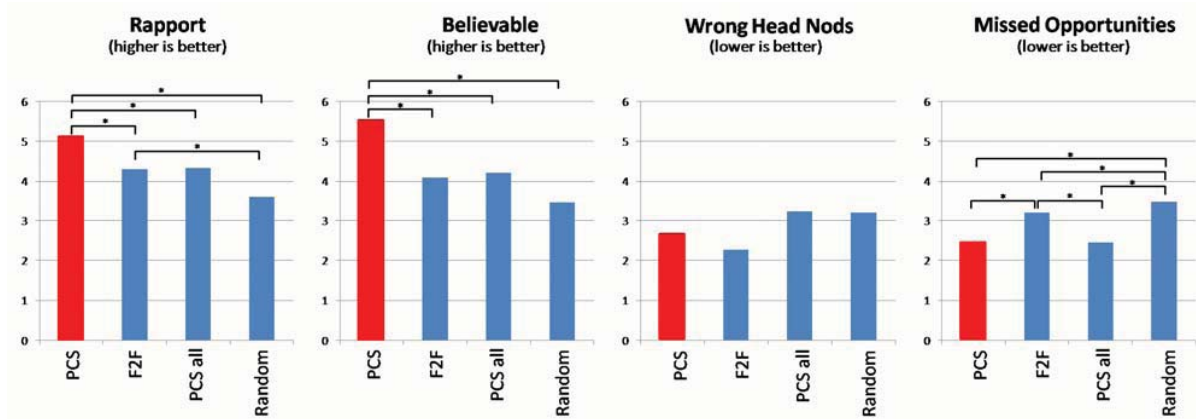 Rapport
(higher is better)
6
5
4
3
2
1
0
*
*
*
*
PCS
F2F
PCS all
Random
Believable
(higher is better)
6
5
4
3
2
1
0
*
*
*
PCS
F2F
PCS all
Random
Wrong Head Nods
(lower is better)
6
5
4
3
2
1
0
PCS
F2F
PCS all
Random
Missed Opportunities
(lower is better)
6
5
4
3
2
1
0
*
*
*
*
*
PCS
F2F
PCS all
Random